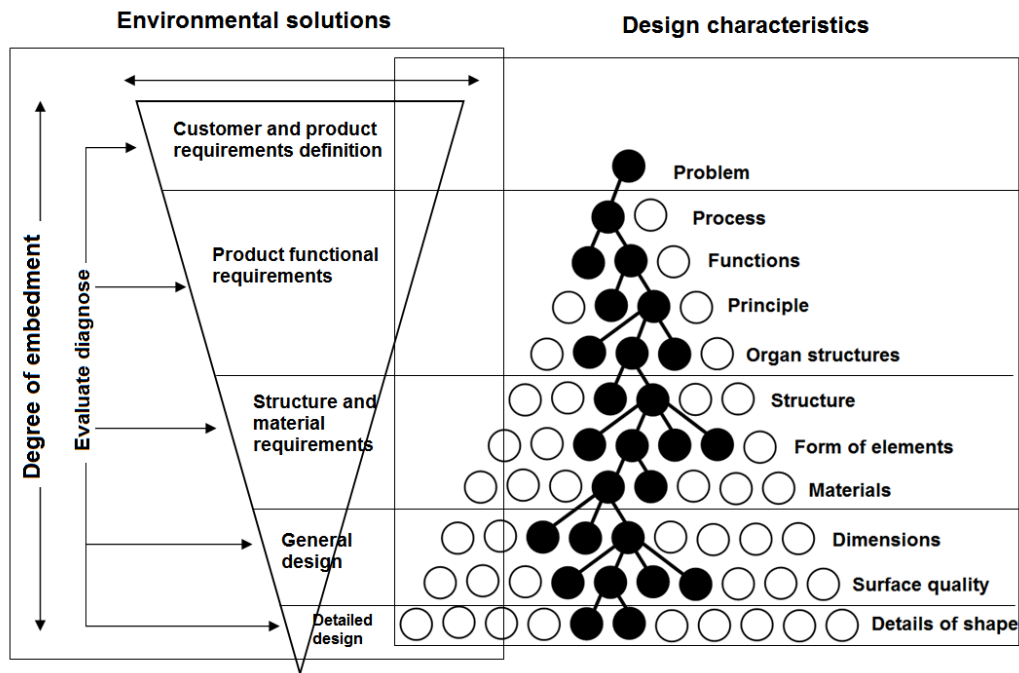 Environmental solutions
Design characteristics
Degree of embedment
Evaluate diagnose
Customer and product
requirements definition
Product functional
requirements
Structure and
material
requirements
General
design
Detailed
design
Problem
Process
Functions
Principle
Organ structures
Structure
Form of elements
Materials
Dimensions
Surface quality
Details of shape